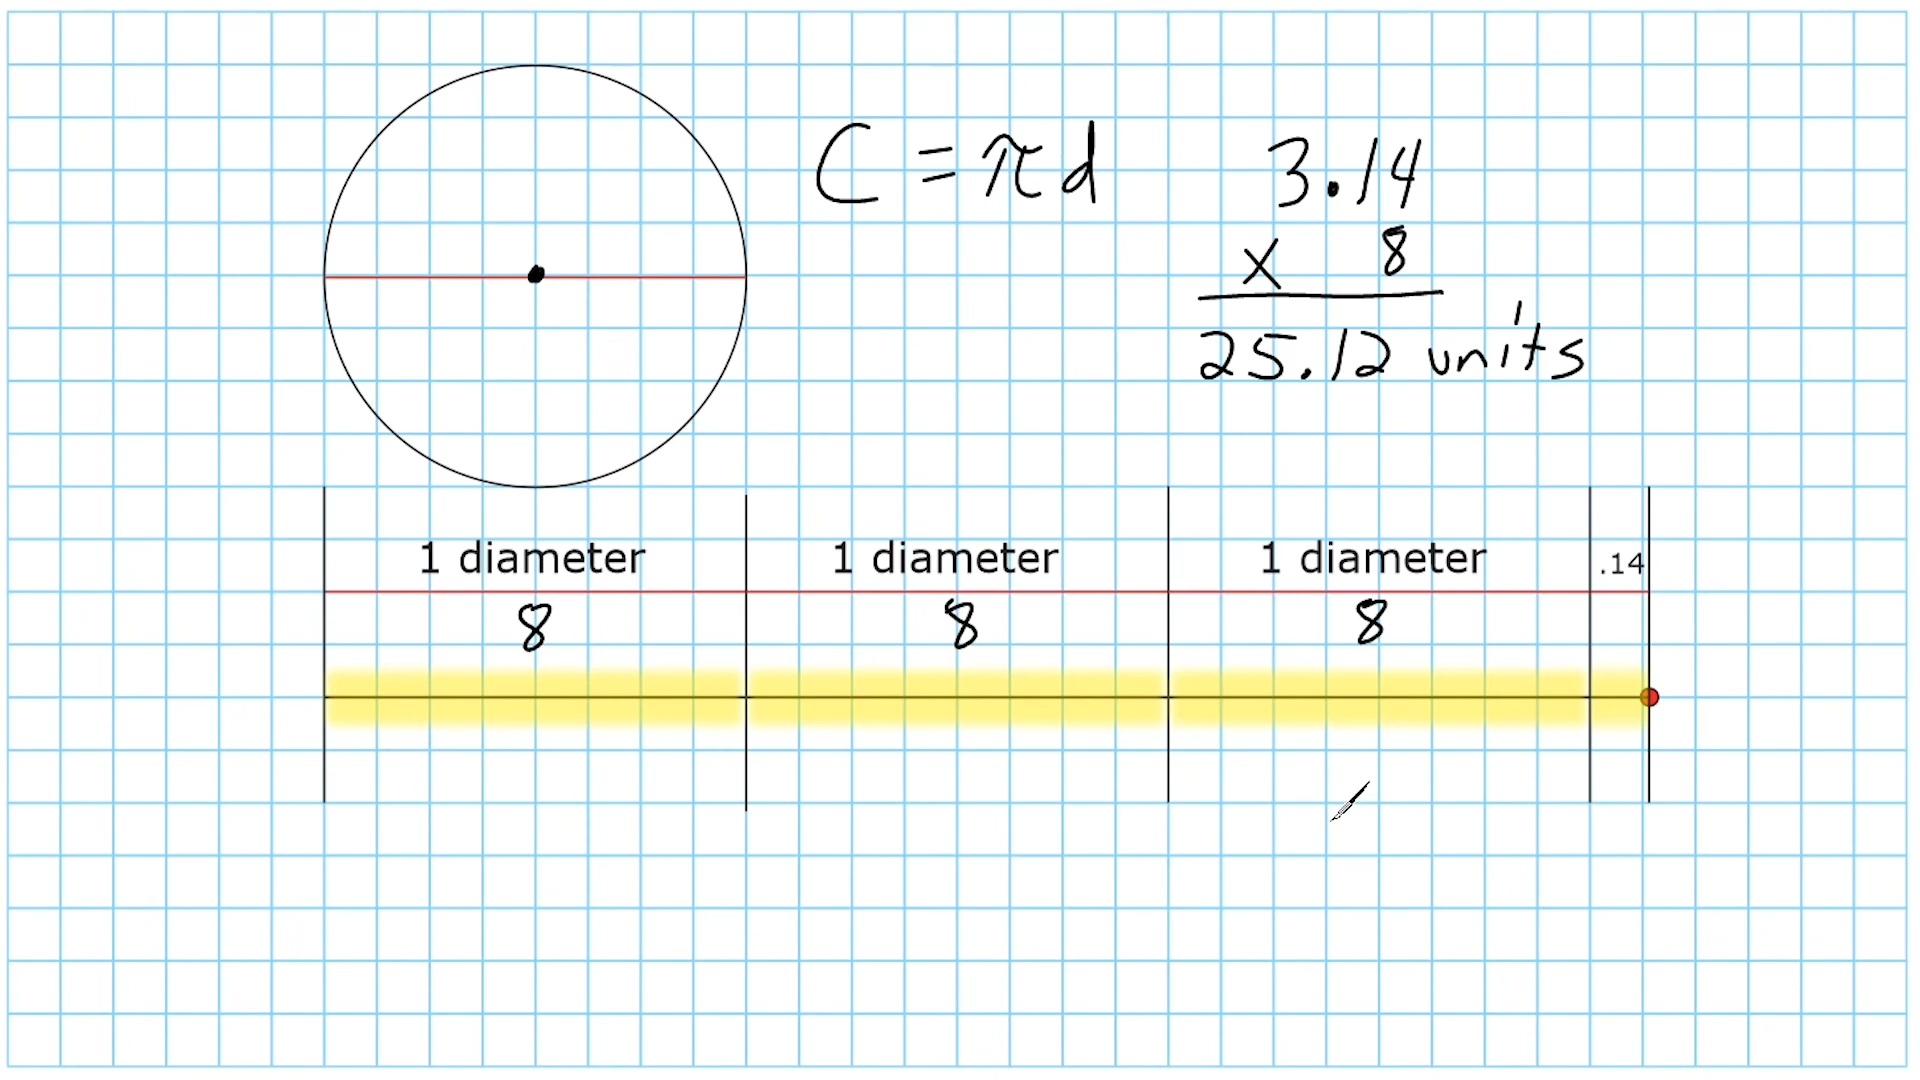 C = πd
3.14
x 8
25.12 units
1 diameter 1 diameter 1 diameter .14
8 8 8